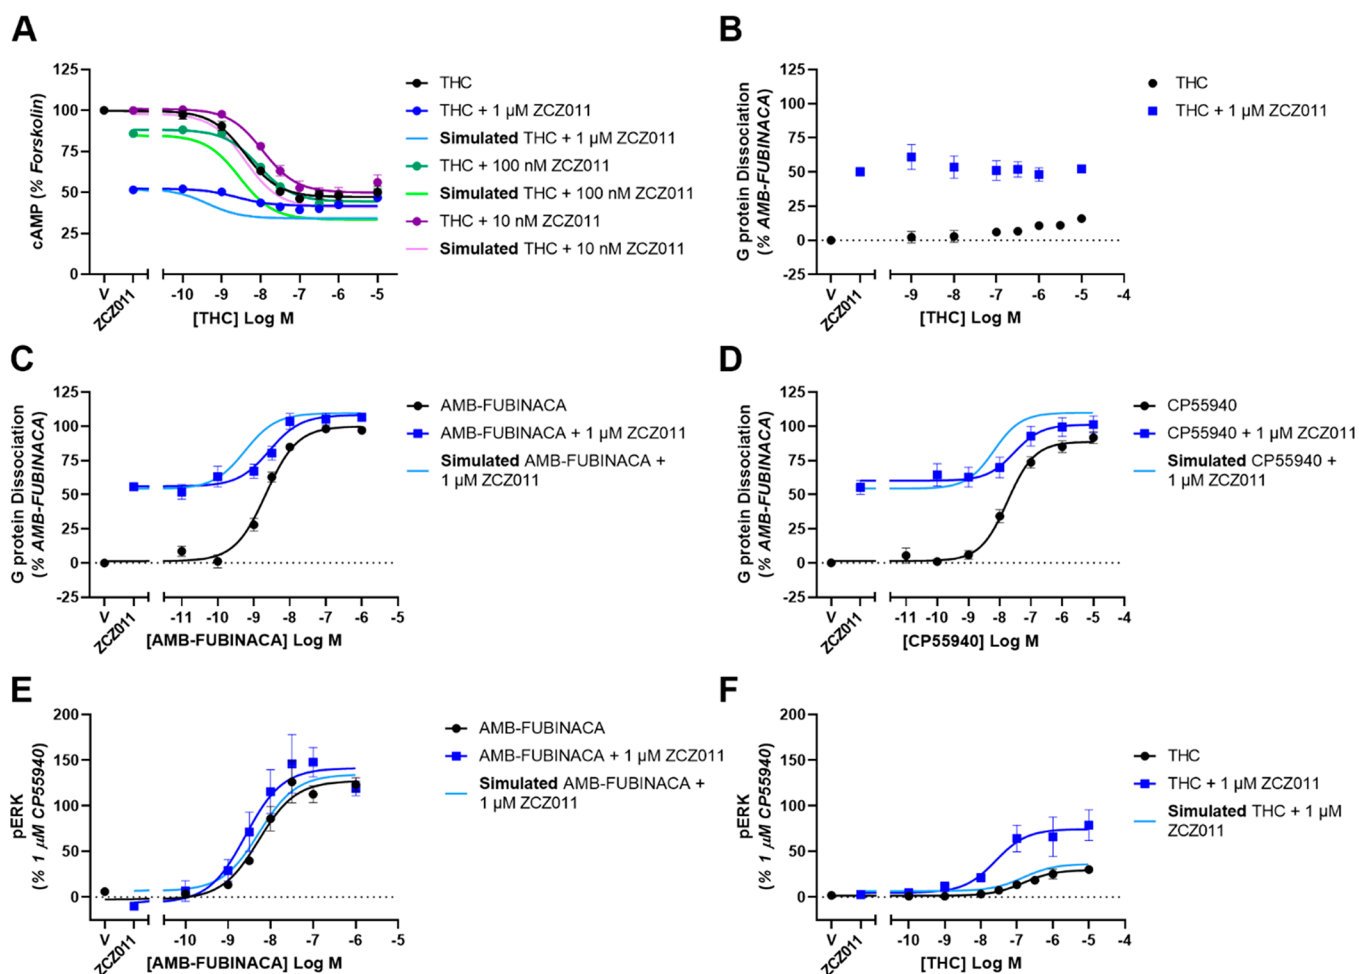 A
cAMP (% Forskolin)
125
100
75
50
25
0
V
ZCZ011
-10
-9
-8
-7
-6
-5
[THC] Log M
THC
THC + 1 µM ZCZ011
Simulated THC + 1 µM ZCZ011
THC + 100 nM ZCZ011
Simulated THC + 100 nM ZCZ011
THC + 10 nM ZCZ011
Simulated THC + 10 nM ZCZ011
B
G protein Dissociation
(% AMB-FUBINACA)
125
100
75
50
25
0
-25
V
ZCZ011
-9
-8
-7
-6
-5
-4
[THC] Log M
THC
THC + 1 µM ZCZ011
C
G protein Dissociation
(% AMB-FUBINACA)
125
100
75
50
25
0
-25
V
ZCZ011
-11
-10
-9
-8
-7
-6
-5
[AMB-FUBINACA] Log M
AMB-FUBINACA
AMB-FUBINACA + 1 µM ZCZ011
Simulated AMB-FUBINACA +
1 µM ZCZ011
D
G protein Dissociation
(% AMB-FUBINACA)
125
100
75
50
25
0
-25
V
ZCZ011
-11
-10
-9
-8
-7
-6
-5
-4
[CP55940] Log M
CP55940
CP55940 + 1 µM ZCZ011
Simulated CP55940 +
1 µM ZCZ011
E
pERK
(% 1 µM CP55940)
200
150
100
50
0
V
ZCZ011
-10
-9
-8
-7
-6
-5
[AMB-FUBINACA] Log M
AMB-FUBINACA
AMB-FUBINACA + 1 µM ZCZ011
Simulated AMB-FUBINACA +
1 µM ZCZ011
F
pERK
(% 1 µM CP55940)
200
150
100
50
0
V
ZCZ011
-10
-9
-8
-7
-6
-5
-4
[THC] Log M
THC
THC + 1 µM ZCZ011
Simulated THC + 1 µM
ZCZ011